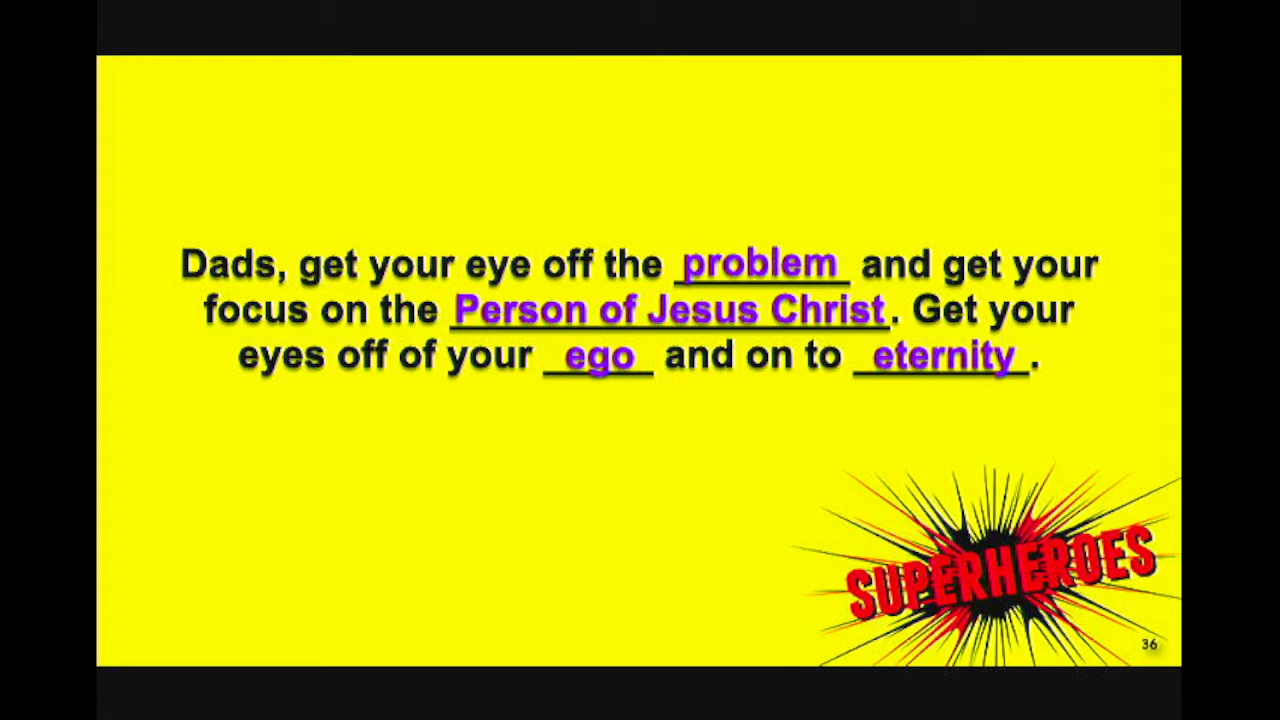 Dads, get your eye off the problem and get your
focus on the Person of Jesus Christ. Get your
eyes off of your ego and on to eternity.
SUPERHEROES
36